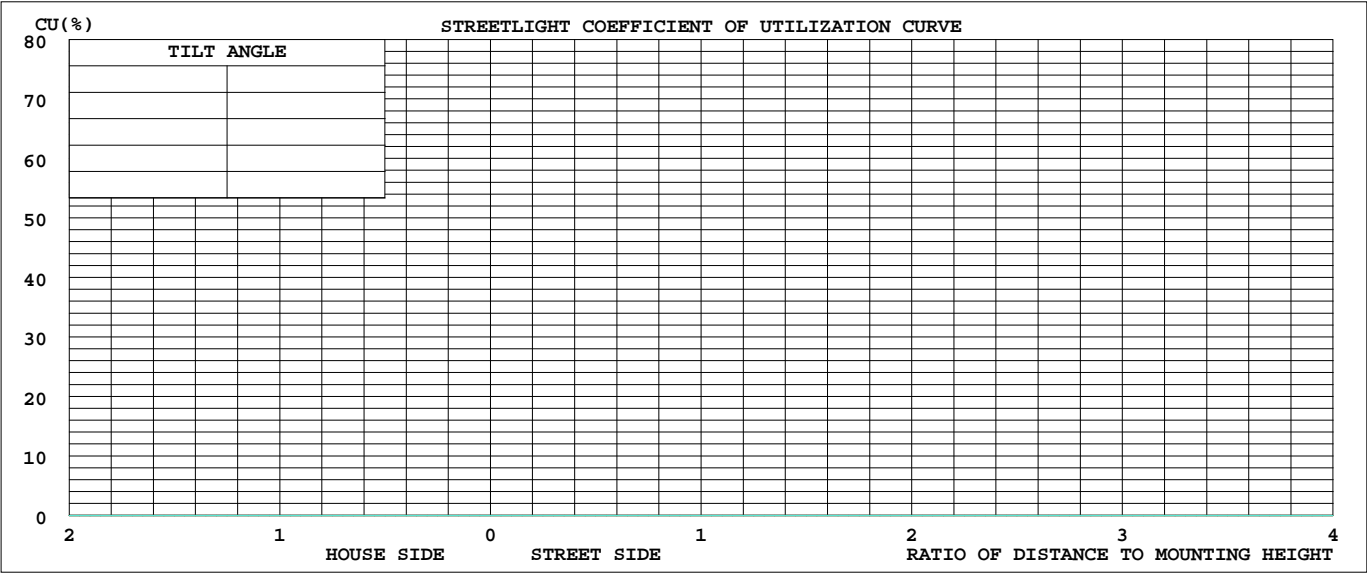 CU(%) STREETLIGHT COEFFICIENT OF UTILIZATION CURVE
80
TILT ANGLE
70
60
50
40
30
20
10
0
2 1 0 1 2 3 4
HOUSE SIDE STREET SIDE RATIO OF DISTANCE TO MOUNTING HEIGHT